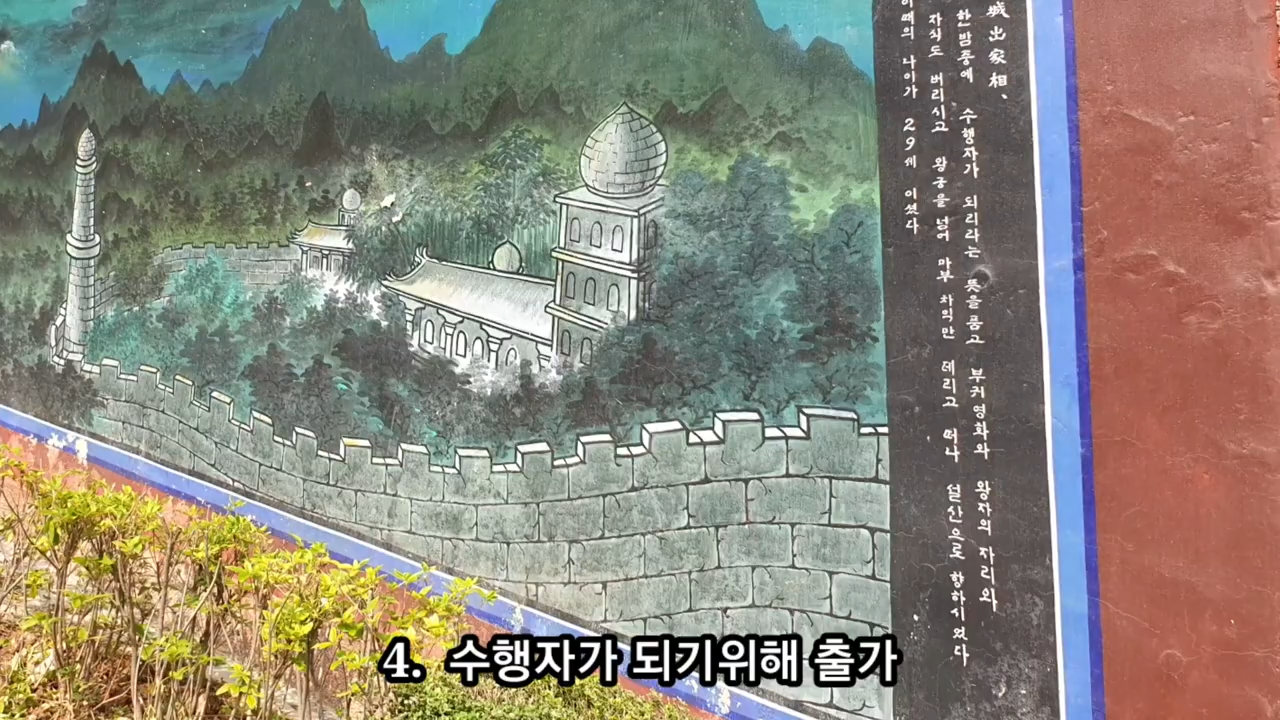 城出家相、
한밤중에 수행자가 되리라는 뜻을 품고 부귀영화와 왕자의 자리와
자식도 버리시고 왕궁을 넘어 마부 차익만 데리고 떠나 설산으로 향하시었다
이때의 나이가 29세 이셨다
4. 수행자가 되기위해 출가